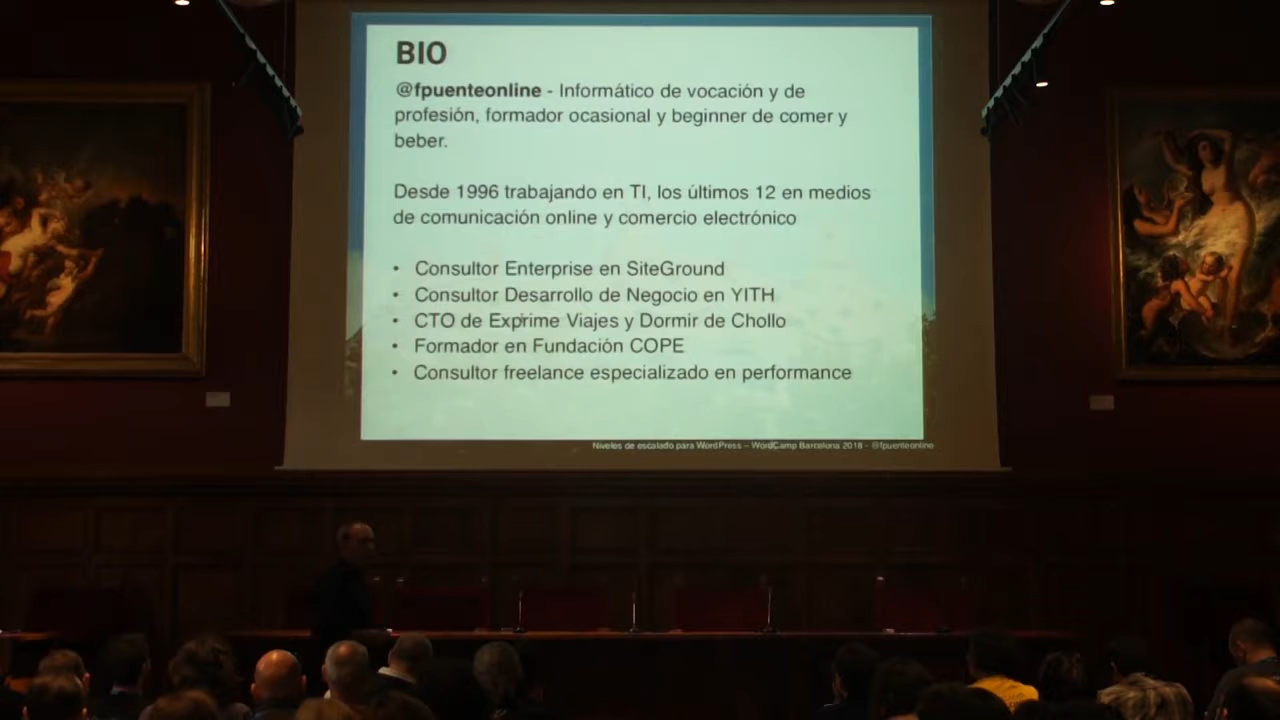 BIO
@fpuenteonline - Informático de vocación y de
profesión, formador ocasional y beginner de comer y
beber.
Desde 1996 trabajando en TI, los últimos 12 en medios
de comunicación online y comercio electrónico
• Consultor Enterprise en SiteGround
• Consultor Desarrollo de Negocio en YITH
• CTO de Exprime Viajes y Dormir de Chollo
• Formador en Fundación COPE
• Consultor freelance especializado en performance
Niveles de escalado para WordPress – WordCamp Barcelona 2018 - @fpuenteonline